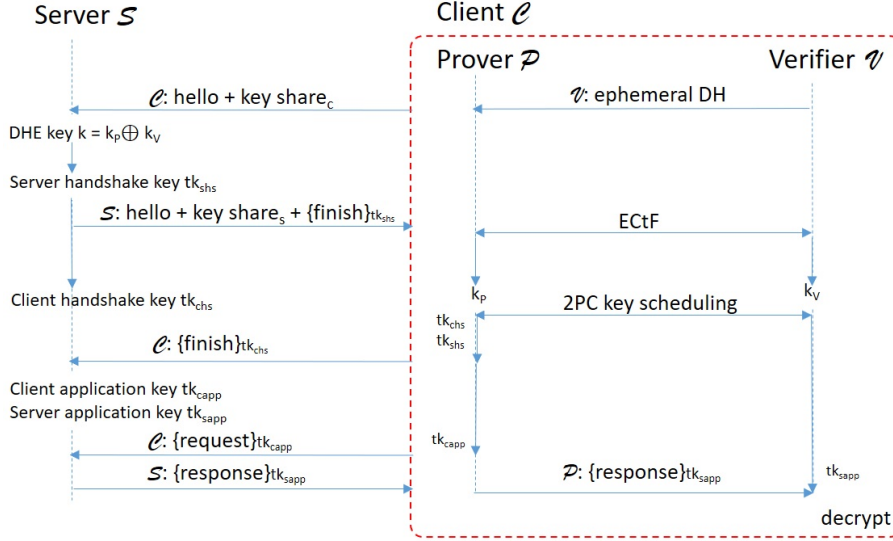 Server 𝓢
Client 𝓒
Prover 𝓟
Verifier 𝓥
𝓒: hello + key share_c
𝓥: ephemeral DH
DHE key k = k_P⊕ k_V
Server handshake key tk_shs
𝓢: hello + key share_s + {finish}tk_shs
ECtF
k_P
k_V
Client handshake key tk_chs
2PC key scheduling
tk_chs
tk_shs
𝓒: {finish}tk_chs
Client application key tk_capp
Server application key tk_sapp
𝓒: {request}tk_capp
tk_capp
𝓢: {response}tk_sapp
𝓟: {response}tk_sapp
tk_sapp
decrypt